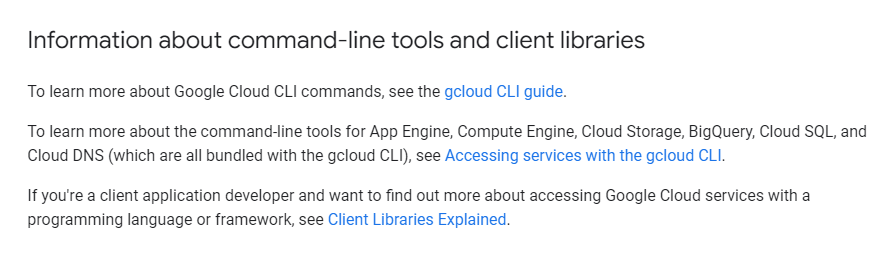 Information about command-line tools and client libraries
To learn more about Google Cloud CLI commands, see the gcloud CLI guide.
To learn more about the command-line tools for App Engine, Compute Engine, Cloud Storage, BigQuery, Cloud SQL, and
Cloud DNS (which are all bundled with the gcloud CLI), see Accessing services with the gcloud CLI.
If you're a client application developer and want to find out more about accessing Google Cloud services with a
programming language or framework, see Client Libraries Explained.